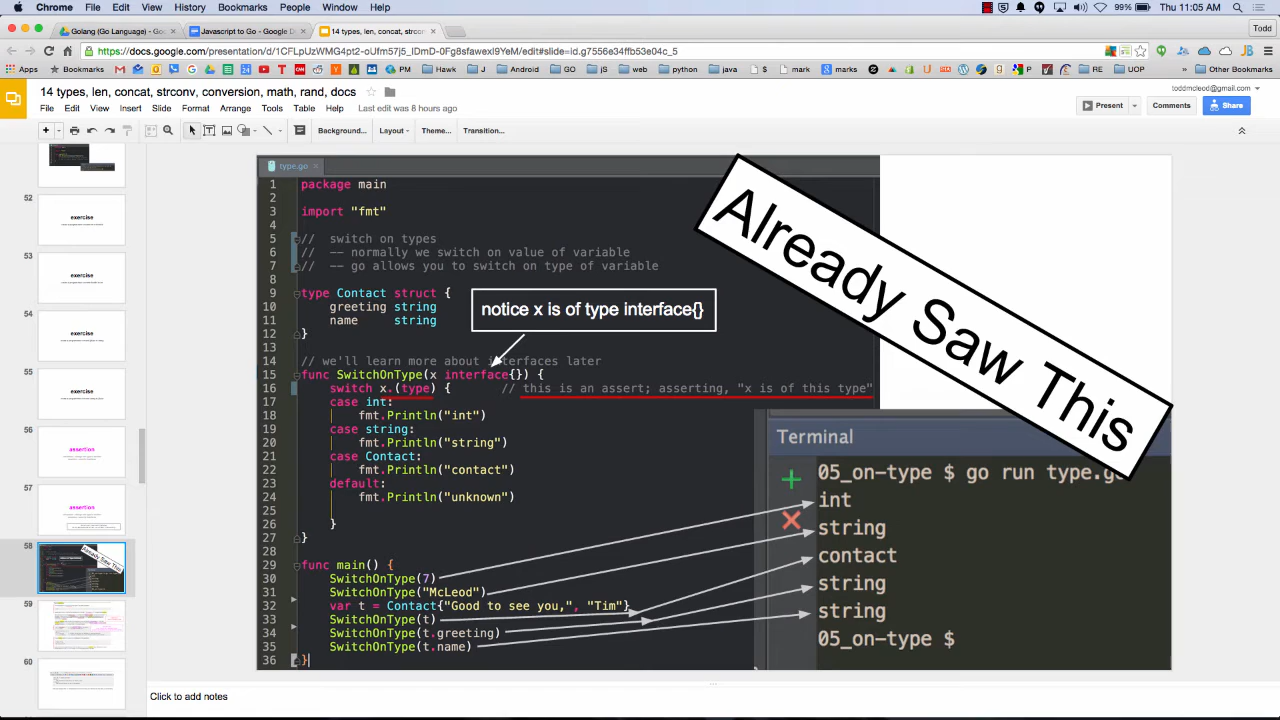 Chrome File Edit View History Bookmarks People Window Help 99% Thu 11:05 AM
Golang (Go Language) - Goo Javascript to Go - Google D 14 types, len, concat, strconv Todd
https://docs.google.com/presentation/d/1CFLpUzWMG4pt2-oUfm57j5_IDmD-0Fg8sfawexl9YeM/edit#slide=id.g7556e34ffb53e04c_5
Apps Bookmarks PM Hawk J Android GO js web python java $ mark marks RE UOP Other Bookmarks
14 types, len, concat, strconv, conversion, math, rand, docs
toddmcleod@gmail.com
File Edit View Insert Slide Format Arrange Tools Table Help Last edit was 8 hours ago
Present Comments Share
Background... Layout Theme... Transition...
52
exercise
53
exercise
exercise
56
assertion
57
assertion
58
Already Saw This
59
60
type.go
1 package main
2
3 import "fmt"
4
5 // switch on types
6 // -- normally we switch on value of variable
7 // -- go allows you to switch on type of variable
8
9 type Contact struct {
10 greeting string
11 name string
12 }
13
14 // we'll learn more about interfaces later
15 func SwitchOnType(x interface{}) {
16 switch x.(type) { // this is an assert; asserting, "x is of this type"
17 case int:
18 fmt.Println("int")
19 case string:
20 fmt.Println("string")
21 case Contact:
22 fmt.Println("contact")
23 default:
24 fmt.Println("unknown")
25
26 }
27 }
28
29 func main() {
30 SwitchOnType(7)
31 SwitchOnType("McLeod")
32 var t = Contact{"Good to see you,", "Tim"}
33 SwitchOnType(t)
34 SwitchOnType(t.greeting)
35 SwitchOnType(t.name)
36 }
notice x is of type interface{}
Already Saw This
Terminal
05_on-type $ go run type.go
int
string
contact
string
string
05_on-type
Click to add notes